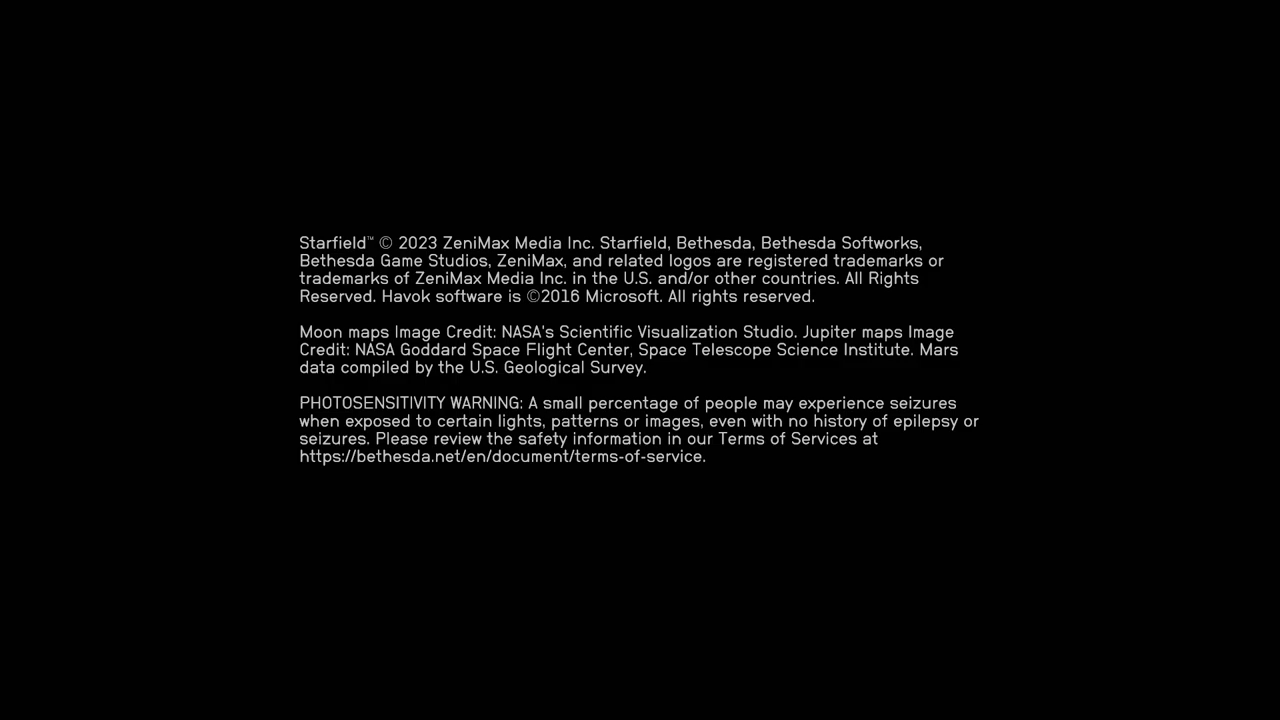 Starfield™ © 2023 ZeniMax Media Inc. Starfield, Bethesda, Bethesda Softworks,
Bethesda Game Studios, ZeniMax, and related logos are registered trademarks or
trademarks of ZeniMax Media Inc. in the U.S. and/or other countries. All Rights
Reserved. Havok software is ©2016 Microsoft. All rights reserved.
Moon maps Image Credit: NASA's Scientific Visualization Studio. Jupiter maps Image
Credit: NASA Goddard Space Flight Center, Space Telescope Science Institute. Mars
data compiled by the U.S. Geological Survey.
PHOTOSENSITIVITY WARNING: A small percentage of people may experience seizures
when exposed to certain lights, patterns or images, even with no history of epilepsy or
seizures. Please review the safety information in our Terms of Services at
https://bethesda.net/en/document/terms-of-service.